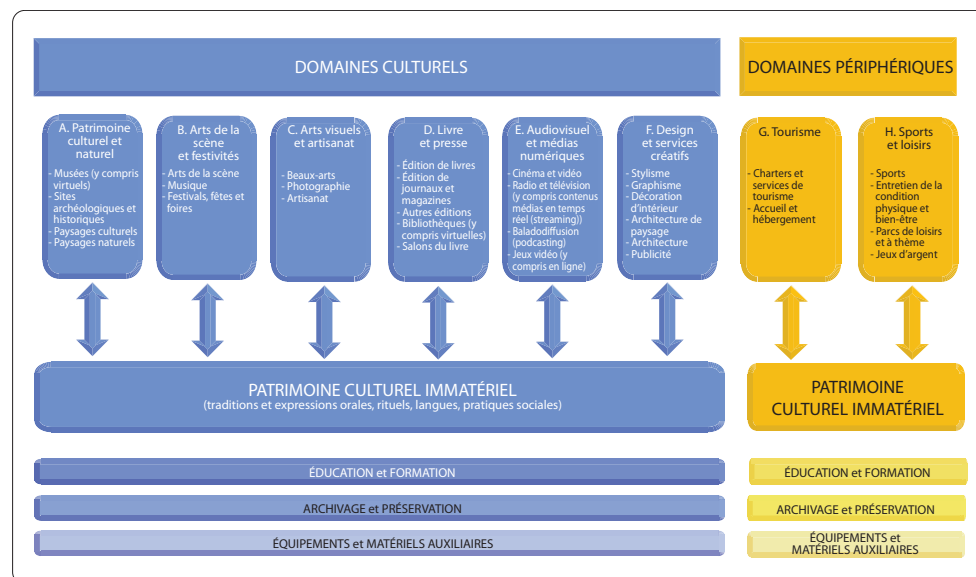 DOMAINES CULTURELS
DOMAINES PÉRIPHÉRIQUES
A. Patrimoine
culturel et
naturel
- Musées (y compris
virtuels)
- Sites
archéologiques et
historiques
- Paysages culturels
- Paysages naturels
B. Arts de la
scène
et festivités
- Arts de la scène
- Musique
- Festivals, fêtes et
foires
C. Arts visuels
et artisanat
- Beaux-arts
- Photographie
- Artisanat
D. Livre
et presse
- Édition de livres
- Édition de
journaux et
magazines
- Autres éditions
- Bibliothèques (y
compris virtuelles)
- Salons du livre
E. Audiovisuel
et médias
numériques
- Cinéma et vidéo
- Radio et télévision
(y compris contenus
médias en temps
réel (streaming))
- Baladodiffusion
(podcasting)
- Jeux vidéo (y
compris en ligne)
F. Design
et services
créatifs
- Stylisme
- Graphisme
- Décoration
d'intérieur
- Architecture de
paysage
- Architecture
- Publicité
G. Tourisme
- Charters et
services de
tourisme
- Accueil et
hébergement
H. Sports
et loisirs
- Sports
- Entretien de la
condition
physique et
bien-être
- Parcs de loisirs
et à thème
- Jeux d'argent
PATRIMOINE CULTUREL IMMATÉRIEL
(traditions et expressions orales, rituels, langues, pratiques sociales)
PATRIMOINE
CULTUREL IMMATÉRIEL
ÉDUCATION et FORMATION
ÉDUCATION et FORMATION
ARCHIVAGE et PRÉSERVATION
ARCHIVAGE et PRÉSERVATION
ÉQUIPEMENTS et MATÉRIELS AUXILIAIRES
ÉQUIPEMENTS et
MATÉRIELS AUXILIAIRES